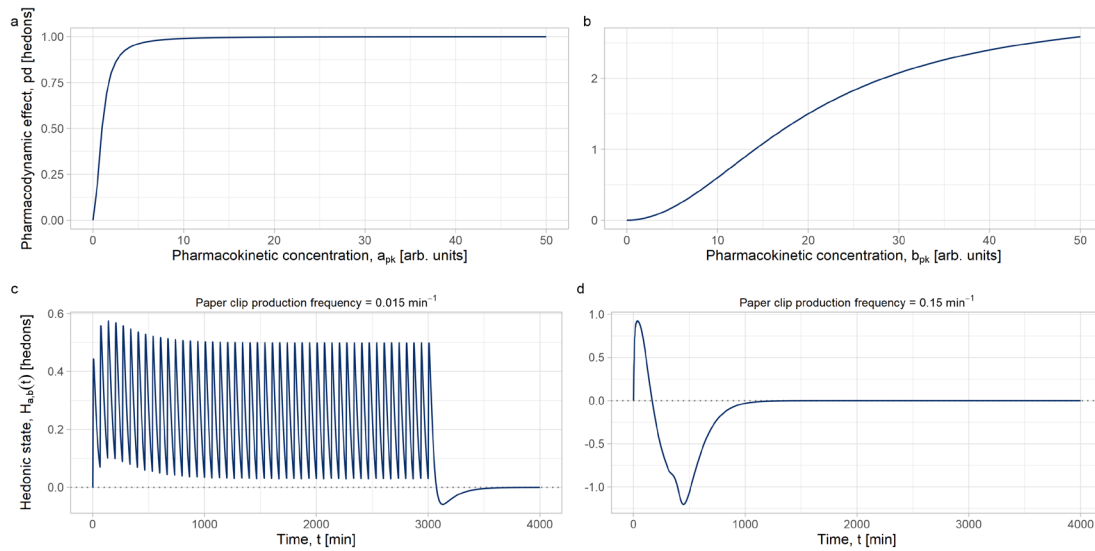 a
Pharmacodynamic effect, pd [hedons]
1.00
0.75
0.50
0.25
0.00
0 10 20 30 40 50
Pharmacokinetic concentration, aₚₖ [arb. units]
b
2
1
0
0 10 20 30 40 50
Pharmacokinetic concentration, bₚₖ [arb. units]
c
Paper clip production frequency = 0.015 min⁻¹
Hedonic state, Hₐ,b(t) [hedons]
0.6
0.4
0.2
0.0
0 1000 2000 3000 4000
Time, t [min]
d
Paper clip production frequency = 0.15 min⁻¹
1.0
0.5
0.0
-0.5
-1.0
0 1000 2000 3000 4000
Time, t [min]